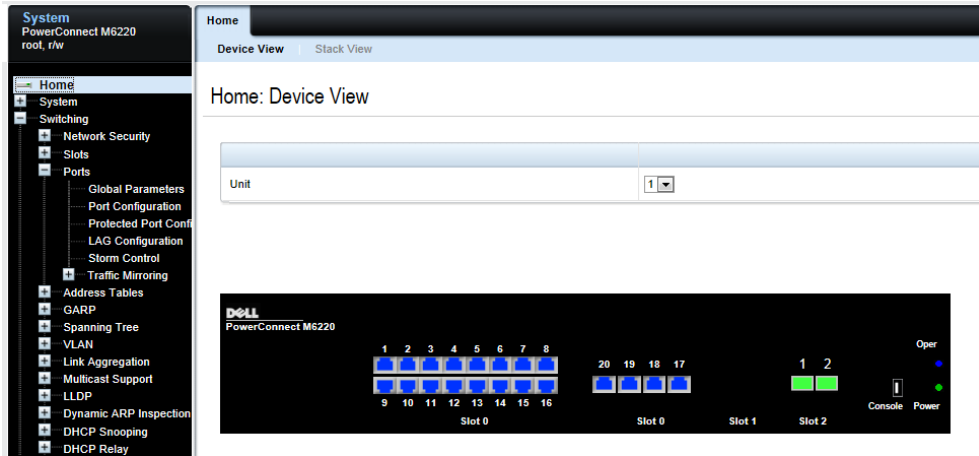 System
PowerConnect M6220
root, r/w
Home
Device View
Stack View
Home
System
Switching
Network Security
Slots
Ports
Global Parameters
Port Configuration
Protected Port Confi
LAG Configuration
Storm Control
Traffic Mirroring
Address Tables
GARP
Spanning Tree
VLAN
Link Aggregation
Multicast Support
LLDP
Dynamic ARP Inspection
DHCP Snooping
DHCP Relay
Home: Device View
Unit 1
DELL
PowerConnect M6220
1 2 3 4 5 6 7 8
9 10 11 12 13 14 15 16
Slot 0
20 19 18 17
Slot 0
Slot 1
1 2
Slot 2
Oper
Console Power